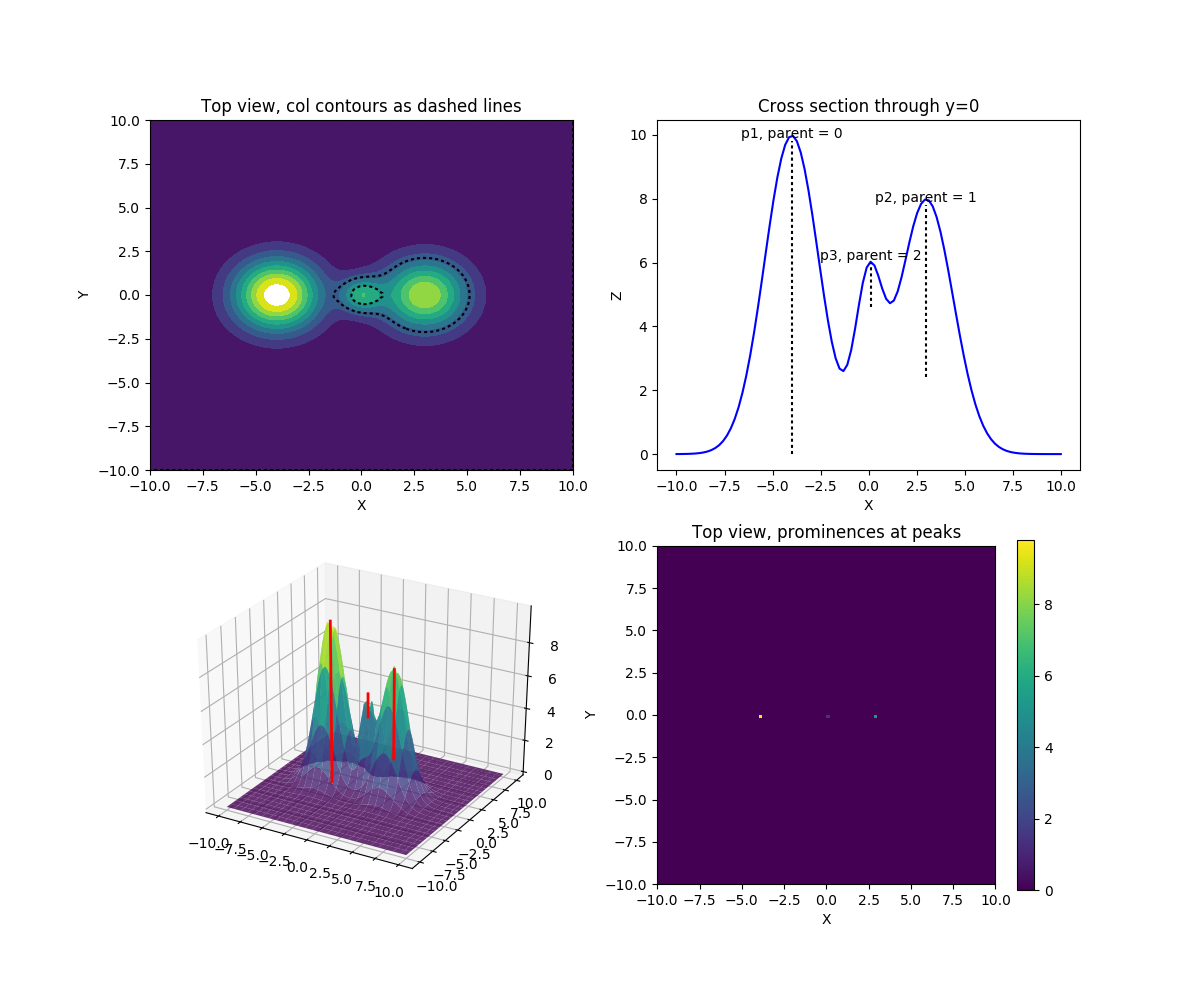 Top view, col contours as dashed lines
10.0
7.5
5.0
2.5
0.0
−2.5
−5.0
−7.5
−10.0
Y
−10.0 −7.5 −5.0 −2.5 0.0 2.5 5.0 7.5 10.0
X
Cross section through y=0
10
8
6
4
2
0
Z
p1, parent = 0
p2, parent = 1
p3, parent = 2
−10.0 −7.5 −5.0 −2.5 0.0 2.5 5.0 7.5 10.0
X
8
6
4
2
0
−10.0 −7.5 −5.0 −2.5 0.0 2.5 5.0 7.5 10.0
10.0
7.5
5.0
2.5
0.0
−2.5
−5.0
−7.5
−10.0
Top view, prominences at peaks
10.0
7.5
5.0
2.5
0.0
−2.5
−5.0
−7.5
−10.0
Y
−10.0 −7.5 −5.0 −2.5 0.0 2.5 5.0 7.5 10.0
X
8
6
4
2
0